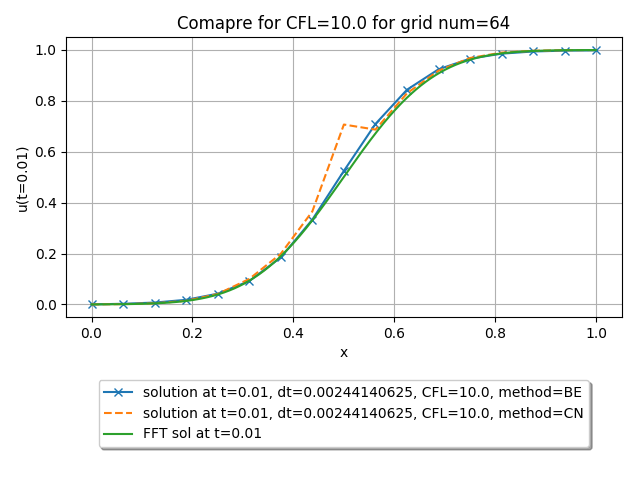 Comapre for CFL=10.0 for grid num=64
1.0
0.8
0.6
0.4
0.2
0.0
u(t=0.01)
0.0 0.2 0.4 0.6 0.8 1.0
x
solution at t=0.01, dt=0.00244140625, CFL=10.0, method=BE
solution at t=0.01, dt=0.00244140625, CFL=10.0, method=CN
FFT sol at t=0.01